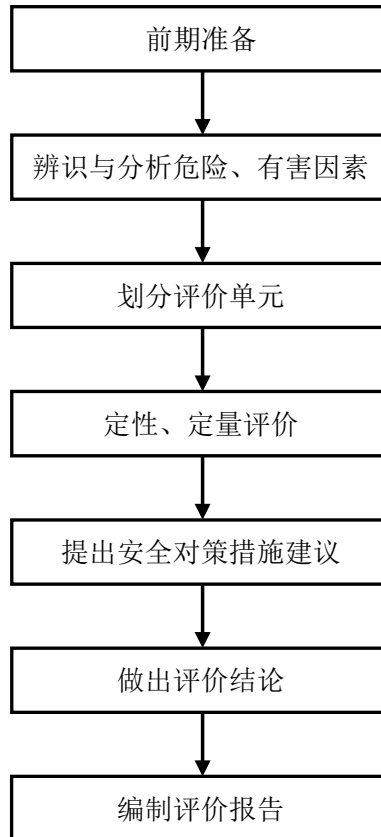 前期准备
辨识与分析危险、有害因素
划分评价单元
定性、定量评价
提出安全对策措施建议
做出评价结论
编制评价报告